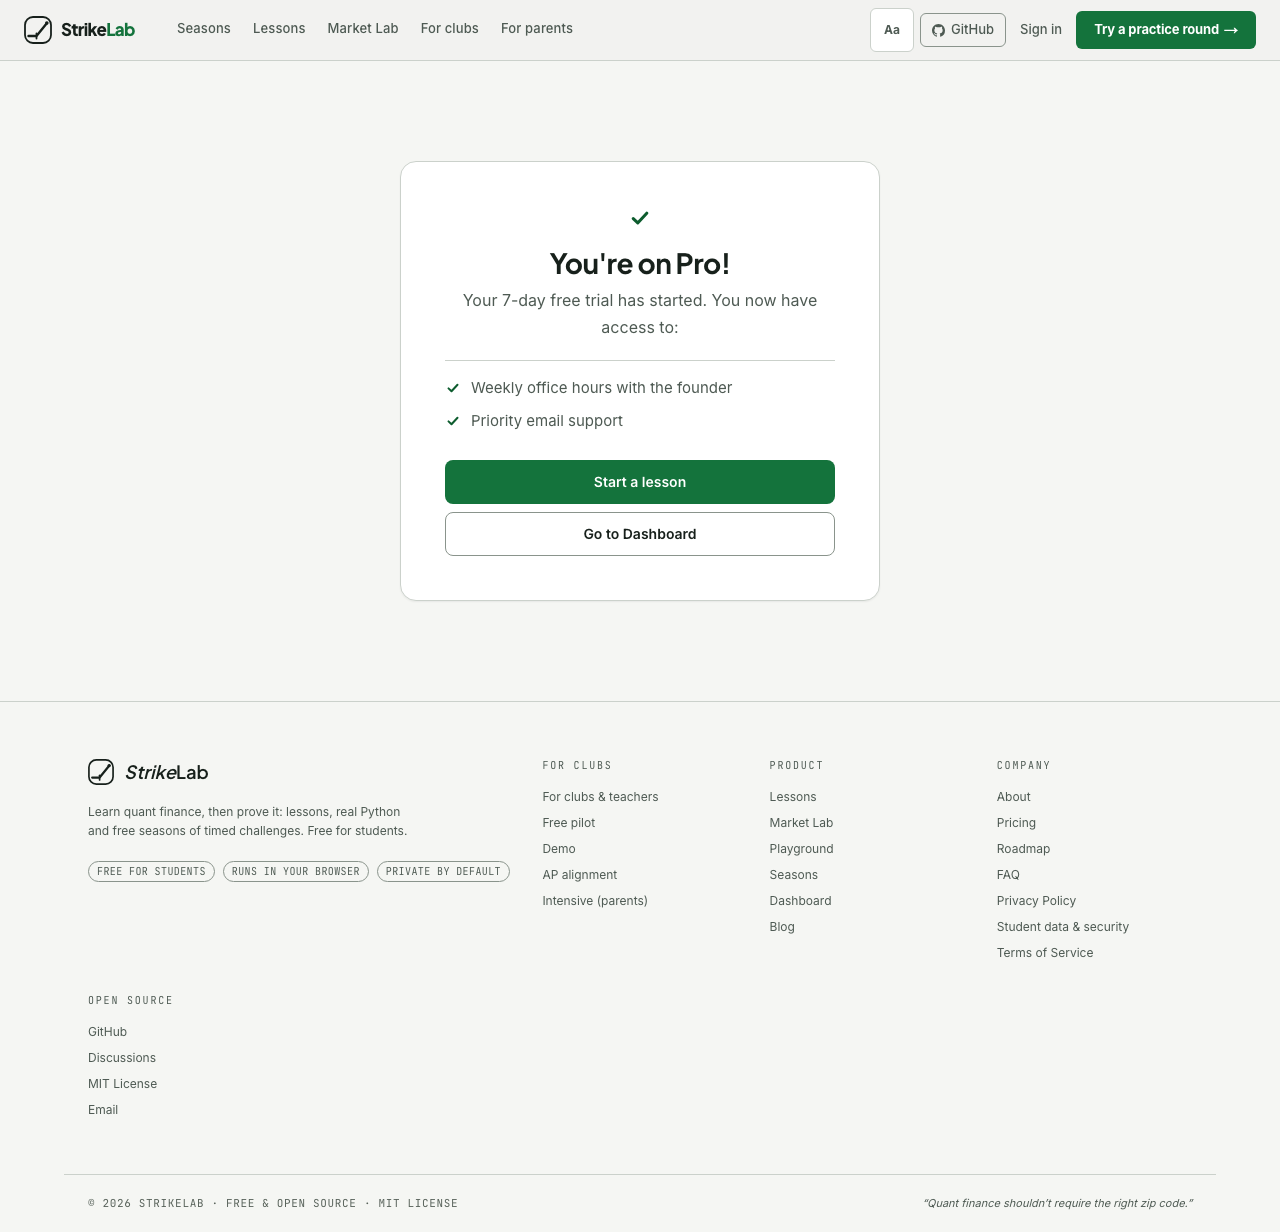 StrikeLab
Seasons
Lessons
Market Lab
For clubs
For parents
Aa
GitHub
Sign in
Try a practice round →
You're on Pro!
Your 7-day free trial has started. You now have
access to:
Weekly office hours with the founder
Priority email support
Start a lesson
Go to Dashboard
StrikeLab
Learn quant finance, then prove it: lessons, real Python
and free seasons of timed challenges. Free for students.
FREE FOR STUDENTS
RUNS IN YOUR BROWSER
PRIVATE BY DEFAULT
FOR CLUBS
For clubs & teachers
Free pilot
Demo
AP alignment
Intensive (parents)
PRODUCT
Lessons
Market Lab
Playground
Seasons
Dashboard
Blog
COMPANY
About
Pricing
Roadmap
FAQ
Privacy Policy
Student data & security
Terms of Service
OPEN SOURCE
GitHub
Discussions
MIT License
Email
© 2026 STRIKELAB · FREE & OPEN SOURCE · MIT LICENSE
“Quant finance shouldn’t require the right zip code.”